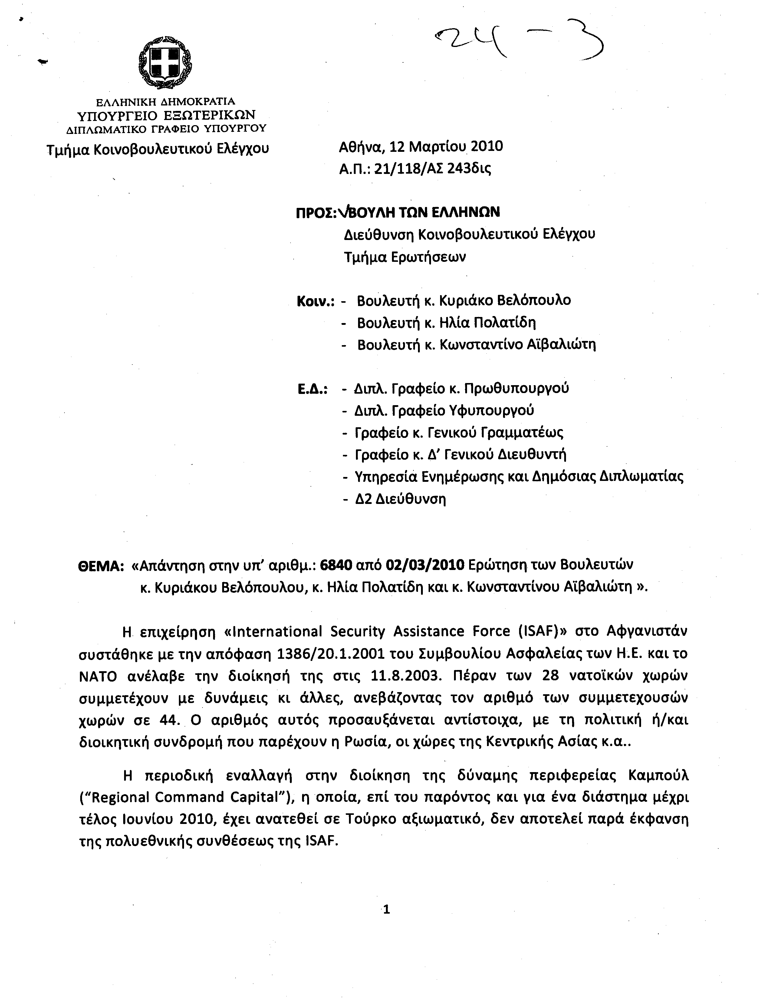 24 - 3
ΕΛΛΗΝΙΚΗ ΔΗΜΟΚΡΑΤΙΑ
ΥΠΟΥΡΓΕΙΟ ΕΞΩΤΕΡΙΚΩΝ
ΔΙΠΛΩΜΑΤΙΚΟ ΓΡΑΦΕΙΟ ΥΠΟΥΡΓΟΥ
Τμήμα Κοινοβουλευτικού Ελέγχου
Αθήνα, 12 Μαρτίου 2010
Α.Π.: 21/118/ΑΣ 243δις
ΠΡΟΣ:√ΒΟΥΛΗ ΤΩΝ ΕΛΛΗΝΩΝ
Διεύθυνση Κοινοβουλευτικού Ελέγχου
Τμήμα Ερωτήσεων
Κοιν.: - Βουλευτή κ. Κυριάκο Βελόπουλο
- Βουλευτή κ. Ηλία Πολατίδη
- Βουλευτή κ. Κωνσταντίνο Αϊβαλιώτη
Ε.Δ.: - Διπλ. Γραφείο κ. Πρωθυπουργού
- Διπλ. Γραφείο Υφυπουργού
- Γραφείο κ. Γενικού Γραμματέως
- Γραφείο κ. Δ’ Γενικού Διευθυντή
- Υπηρεσία Ενημέρωσης και Δημόσιας Διπλωματίας
- Δ2 Διεύθυνση
ΘΕΜΑ: «Απάντηση στην υπ’ αριθμ.: 6840 από 02/03/2010 Ερώτηση των Βουλευτών
κ. Κυριάκου Βελόπουλου, κ. Ηλία Πολατίδη και κ. Κωνσταντίνου Αϊβαλιώτη ».
Η επιχείρηση «International Security Assistance Force (ISAF)» στο Αφγανιστάν
συστάθηκε με την απόφαση 1386/20.1.2001 του Συμβουλίου Ασφαλείας των Η.Ε. και το
ΝΑΤΟ ανέλαβε την διοίκησή της στις 11.8.2003. Πέραν των 28 νατοϊκών χωρών
συμμετέχουν με δυνάμεις κι άλλες, ανεβάζοντας τον αριθμό των συμμετεχουσών
χωρών σε 44. Ο αριθμός αυτός προσαυξάνεται αντίστοιχα, με τη πολιτική ή/και
διοικητική συνδρομή που παρέχουν η Ρωσία, οι χώρες της Κεντρικής Ασίας κ.α..
Η περιοδική εναλλαγή στην διοίκηση της δύναμης περιφερείας Καμπούλ
(“Regional Command Capital”), η οποία, επί του παρόντος και για ένα διάστημα μέχρι
τέλος Ιουνίου 2010, έχει ανατεθεί σε Τούρκο αξιωματικό, δεν αποτελεί παρά έκφανση
της πολυεθνικής συνθέσεως της ISAF.
1